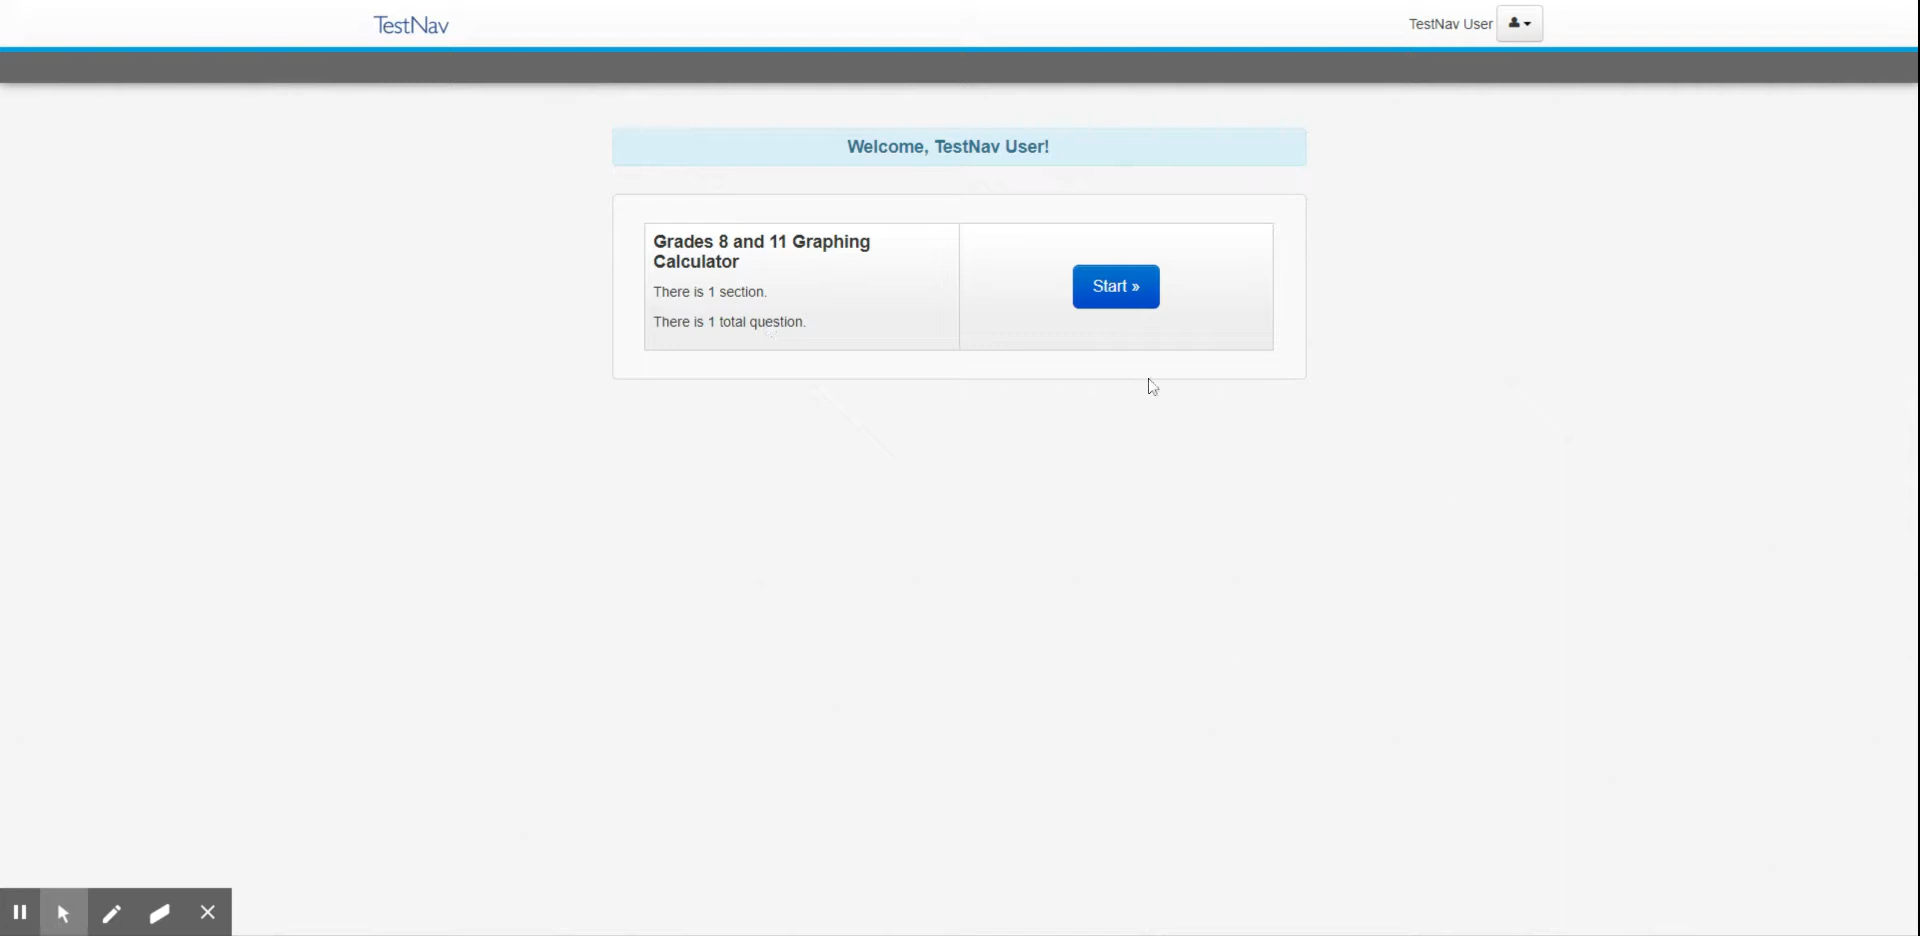 TestNav
TestNav User
Welcome, TestNav User!
Grades 8 and 11 Graphing
Calculator
There is 1 section.
There is 1 total question.
Start »